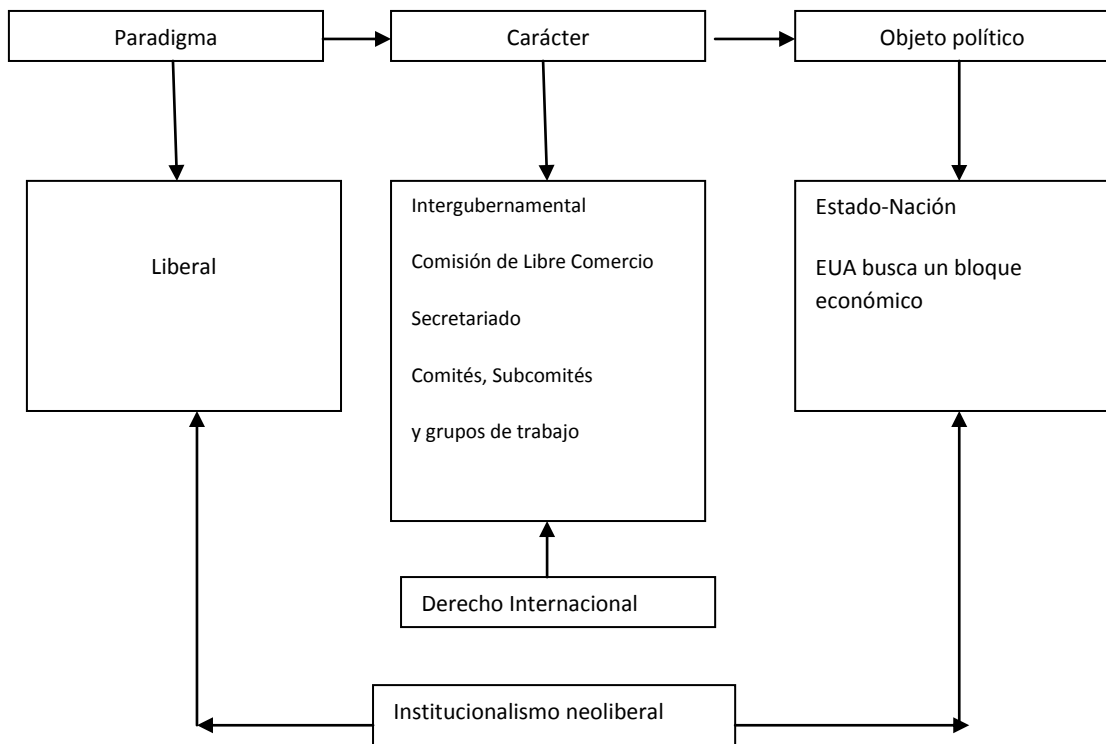 Paradigma
Carácter
Objeto político
Liberal
Intergubernamental
Comisión de Libre Comercio
Secretariado
Comités, Subcomités
y grupos de trabajo
Estado-Nación
EUA busca un bloque
económico
Derecho Internacional
Institucionalismo neoliberal